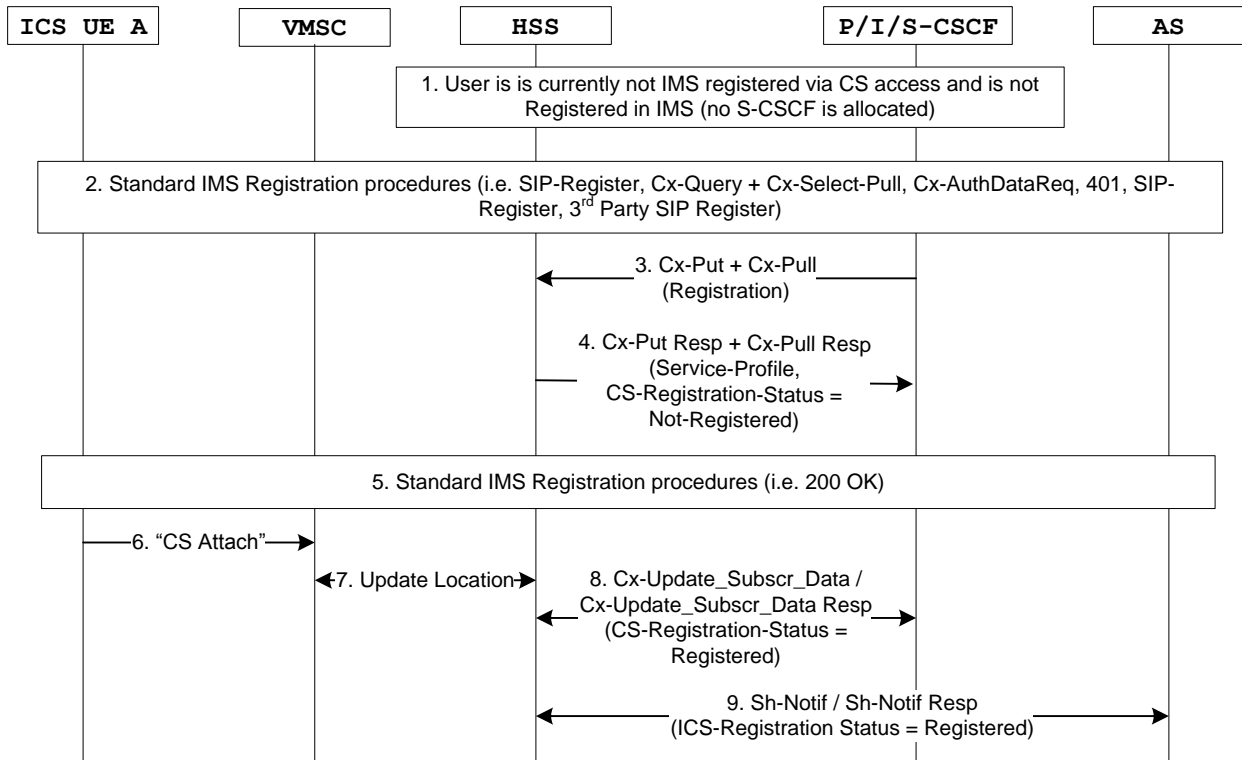 ICS UE A
VMSC
HSS
P/I/S-CSCF
AS
1. User is is currently not IMS registered via CS access and is not
Registered in IMS (no S-CSCF is allocated)
2. Standard IMS Registration procedures (i.e. SIP-Register, Cx-Query + Cx-Select-Pull, Cx-AuthDataReq, 401, SIP-
Register, 3rd Party SIP Register)
3. Cx-Put + Cx-Pull
(Registration)
4. Cx-Put Resp + Cx-Pull Resp
(Service-Profile,
CS-Registration-Status =
Not-Registered)
5. Standard IMS Registration procedures (i.e. 200 OK)
6. “CS Attach”
7. Update Location
8. Cx-Update_Subscr_Data /
Cx-Update_Subscr_Data Resp
(CS-Registration-Status =
Registered)
9. Sh-Notif / Sh-Notif Resp
(ICS-Registration Status = Registered)